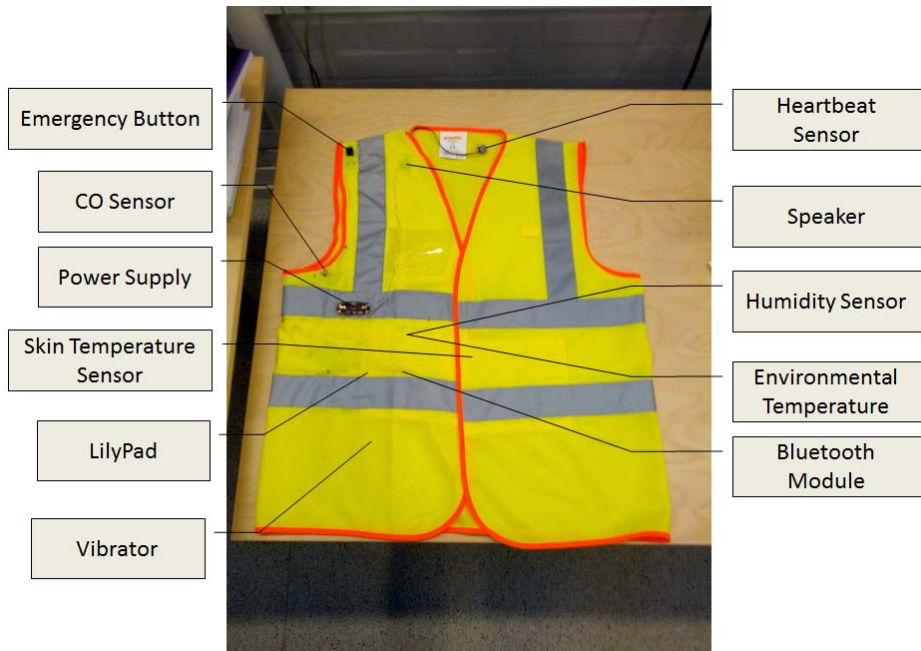 Emergency Button
CO Sensor
Power Supply
Skin Temperature
Sensor
LilyPad
Vibrator
Heartbeat
Sensor
Speaker
Humidity Sensor
Environmental
Temperature
Bluetooth
Module